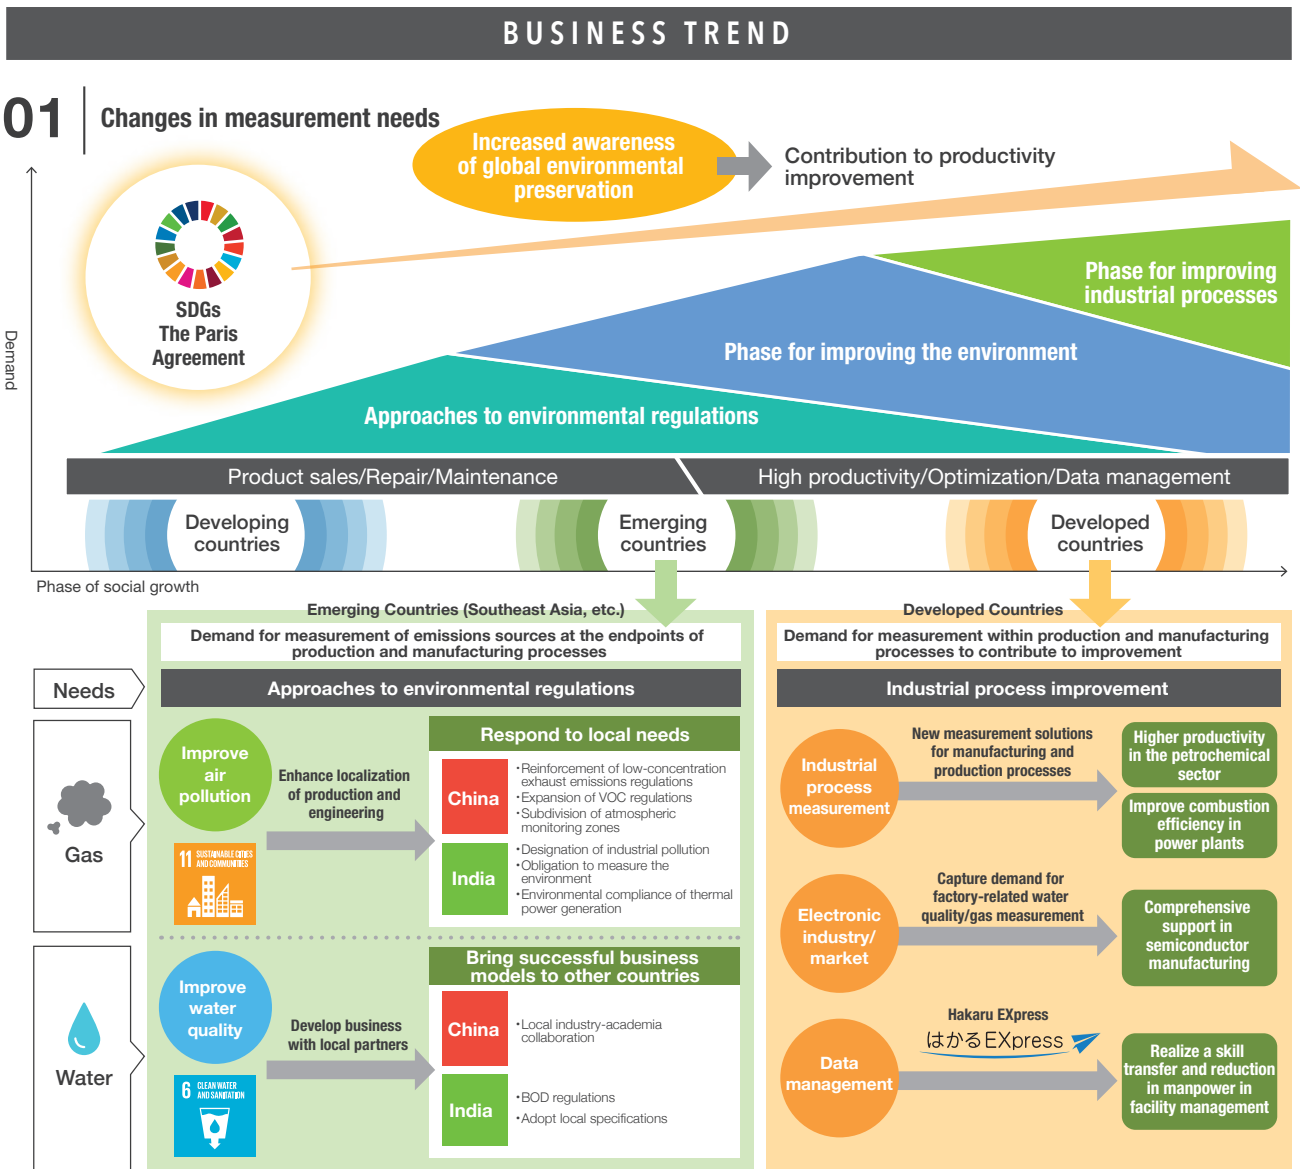 BUSINESS TREND
01
Changes in measurement needs
Increased awareness
of global environmental
preservation
Contribution to productivity
improvement
SDGs
The Paris
Agreement
Demand
Phase for improving
industrial processes
Phase for improving the environment
Approaches to environmental regulations
Product sales/Repair/Maintenance
High productivity/Optimization/Data management
Developing
countries
Emerging
countries
Developed
countries
Phase of social growth
Emerging Countries (Southeast Asia, etc.)
Demand for measurement of emissions sources at the endpoints of
production and manufacturing processes
Developed Countries
Demand for measurement within production and manufacturing
processes to contribute to improvement
Needs
Approaches to environmental regulations
Industrial process improvement
Gas
Improve
air
pollution
11 SUSTAINABLE CITIES
AND COMMUNITIES
Enhance localization
of production and
engineering
Respond to local needs
China
・Reinforcement of low-concentration
exhaust emissions regulations
・Expansion of VOC regulations
・Subdivision of atmospheric
monitoring zones
India
・Designation of industrial pollution
・Obligation to measure the
environment
・Environmental compliance of thermal
power generation
Water
Improve
water
quality
6 CLEAN WATER
AND SANITATION
Develop business
with local partners
Bring successful business
models to other countries
China
・Local industry-academia
collaboration
India
・BOD regulations
・Adopt local specifications
Industrial
process
measurement
New measurement solutions
for manufacturing and
production processes
Higher productivity
in the petrochemical
sector
Improve combustion
efficiency in
power plants
Electronic
industry/
market
Capture demand for
factory-related water
quality/gas measurement
Comprehensive
support in
semiconductor
manufacturing
Data
management
Hakaru EXpress
はかるEXpress
Realize a skill
transfer and reduction
in manpower in
facility management